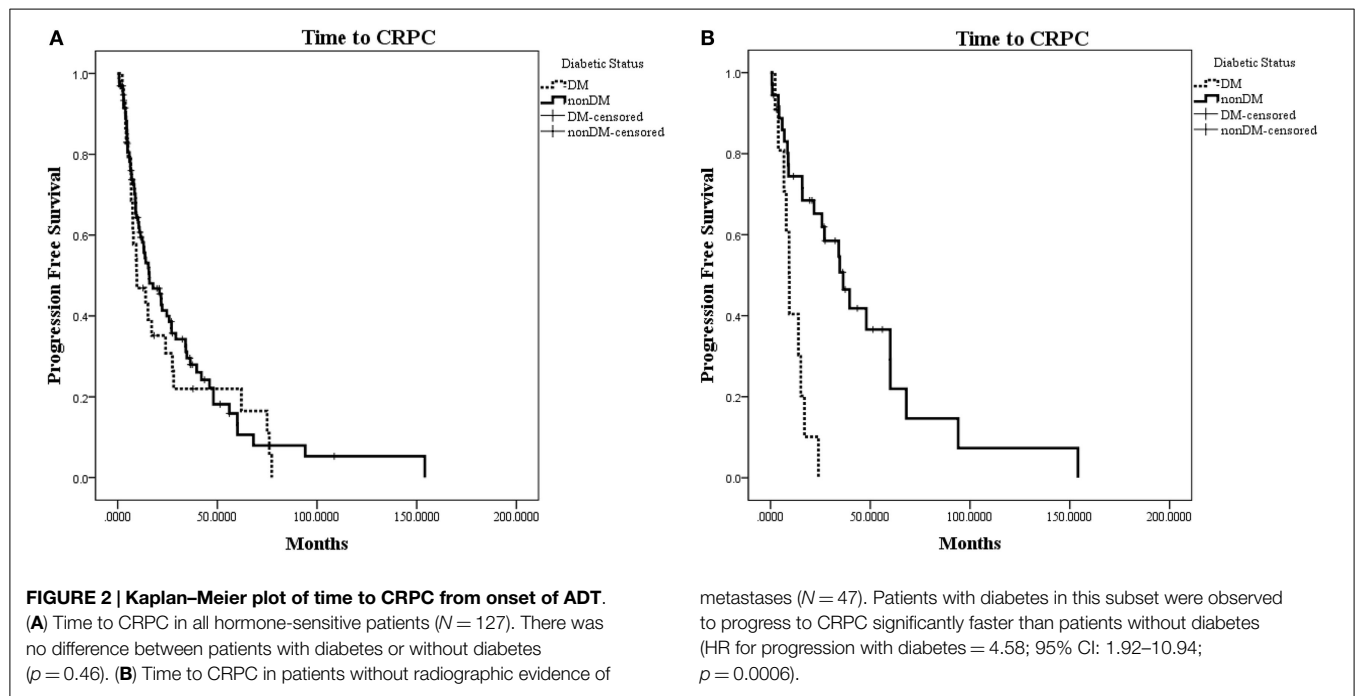 A
Time to CRPC
Diabetic Status
DM
nonDM
DM-censored
nonDM-censored
Progression Free Survival
1.0
0.8
0.6
0.4
0.2
0.0
.0000 50.0000 100.0000 150.0000 200.0000
Months
B
Time to CRPC
Diabetic Status
DM
nonDM
DM-censored
nonDM-censored
Progression Free Survival
1.0
0.8
0.6
0.4
0.2
0.0
.0000 50.0000 100.0000 150.0000 200.0000
Months
FIGURE 2 | Kaplan–Meier plot of time to CRPC from onset of ADT.
(A) Time to CRPC in all hormone-sensitive patients (N = 127). There was
no difference between patients with diabetes or without diabetes
(p = 0.46). (B) Time to CRPC in patients without radiographic evidence of
metastases (N = 47). Patients with diabetes in this subset were observed
to progress to CRPC significantly faster than patients without diabetes
(HR for progression with diabetes = 4.58; 95% CI: 1.92–10.94;
p = 0.0006).